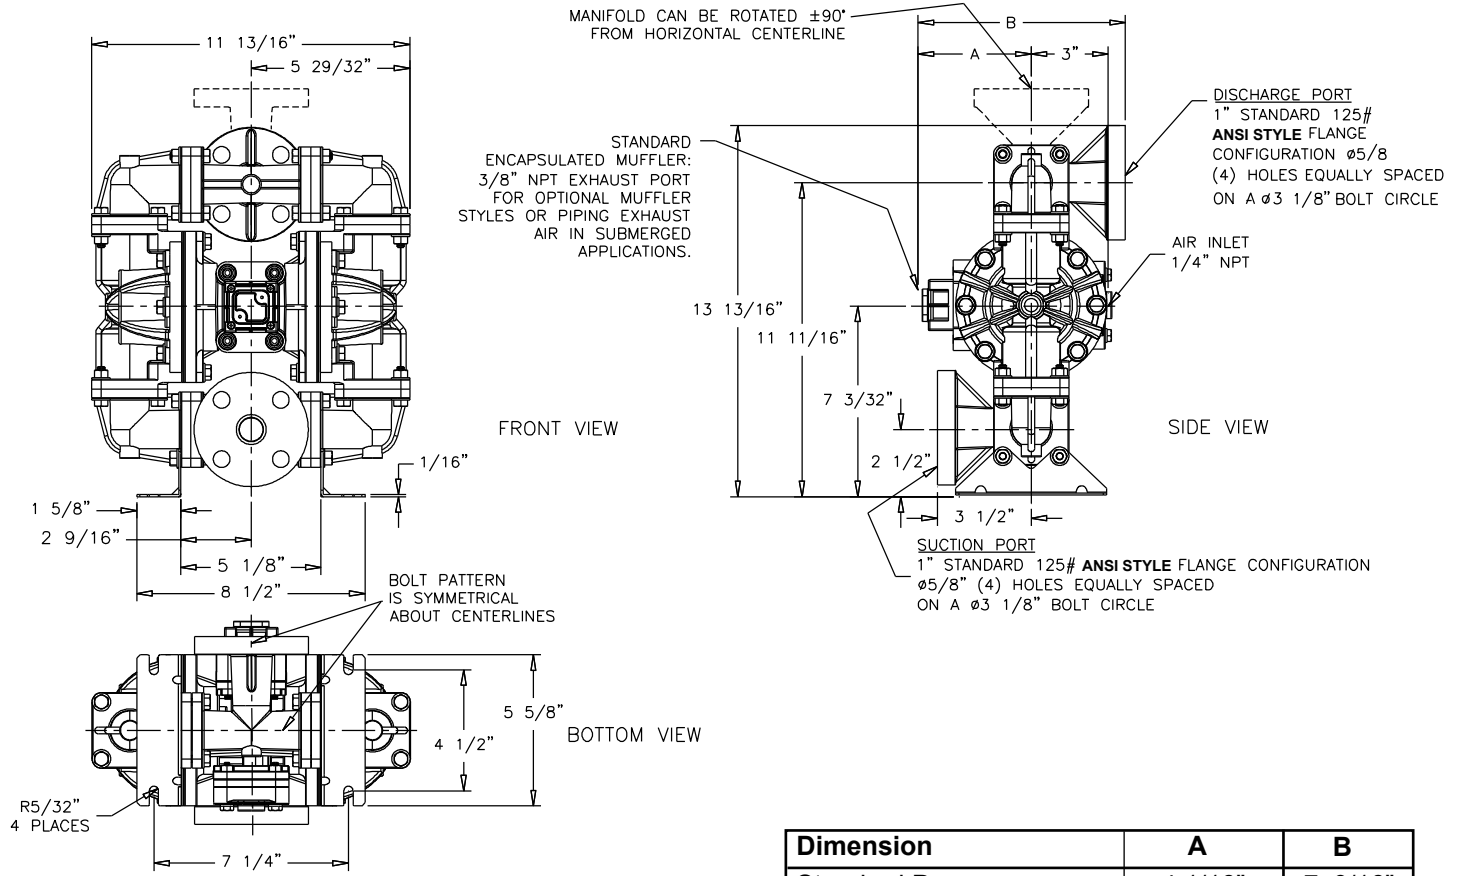 MANIFOLD CAN BE ROTATED ±90°
FROM HORIZONTAL CENTERLINE
B
11 13/16"
5 29/32"
A
3"
DISCHARGE PORT
1" STANDARD 125#
ANSI STYLE FLANGE
CONFIGURATION ø5/8
(4) HOLES EQUALLY SPACED
ON A ø3 1/8" BOLT CIRCLE
STANDARD
ENCAPSULATED MUFFLER:
3/8" NPT EXHAUST PORT
FOR OPTIONAL MUFFLER
STYLES OR PIPING EXHAUST
AIR IN SUBMERGED
APPLICATIONS.
AIR INLET
1/4" NPT
13 13/16"
11 11/16"
7 3/32"
FRONT VIEW
SIDE VIEW
1/16"
2 1/2"
1 5/8"
2 9/16"
3 1/2"
5 1/8"
8 1/2"
SUCTION PORT
1" STANDARD 125# ANSI STYLE FLANGE CONFIGURATION
ø5/8" (4) HOLES EQUALLY SPACED
ON A ø3 1/8" BOLT CIRCLE
BOLT PATTERN
IS SYMMETRICAL
ABOUT CENTERLINES
5 5/8"
4 1/2"
BOTTOM VIEW
R5/32"
4 PLACES
7 1/4"
Dimension A B